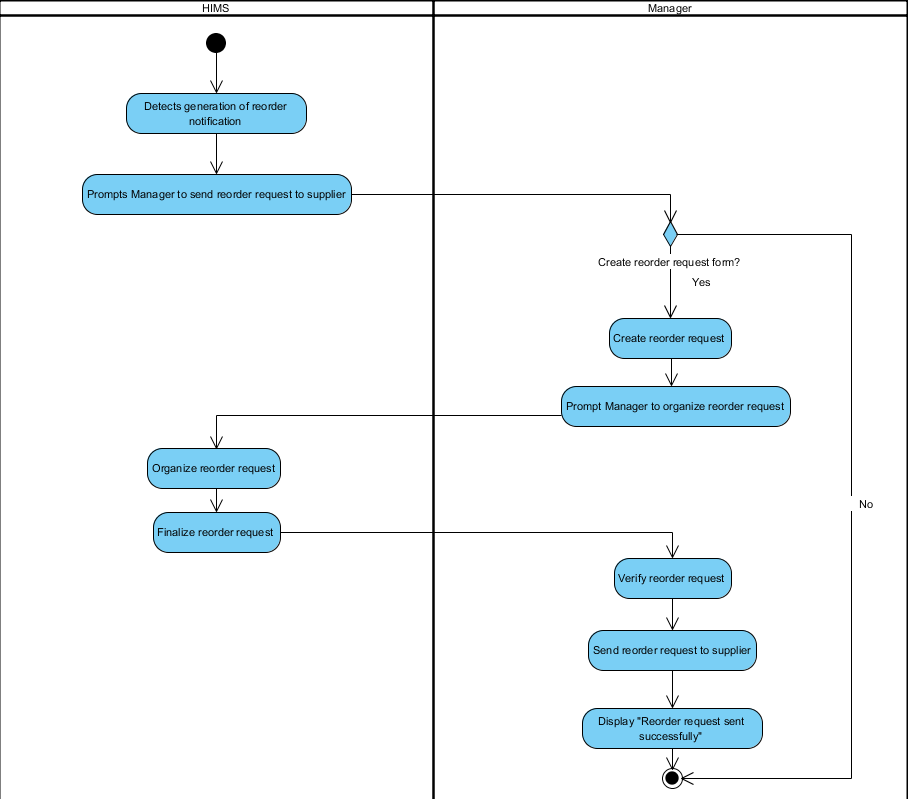 HIMS
Manager
Detects generation of reorder
notification
Prompts Manager to send reorder request to supplier
Create reorder request form?
Yes
Create reorder request
Prompt Manager to organize reorder request
Organize reorder request
No
Finalize reorder request
Verify reorder request
Send reorder request to supplier
Display "Reorder request sent
successfully"